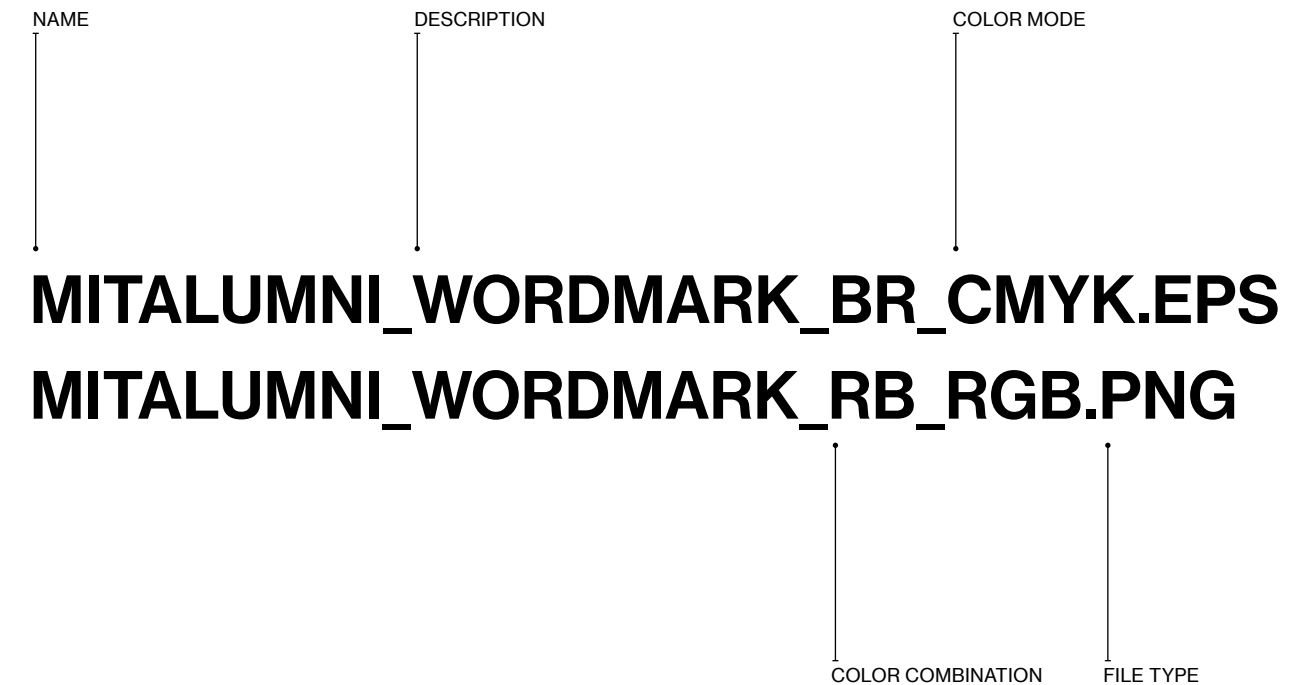 NAME DESCRIPTION COLOR MODE
MITALUMNI_WORDMARK_BR_CMYK.EPS
MITALUMNI_WORDMARK_RB_RGB.PNG
COLOR COMBINATION FILE TYPE